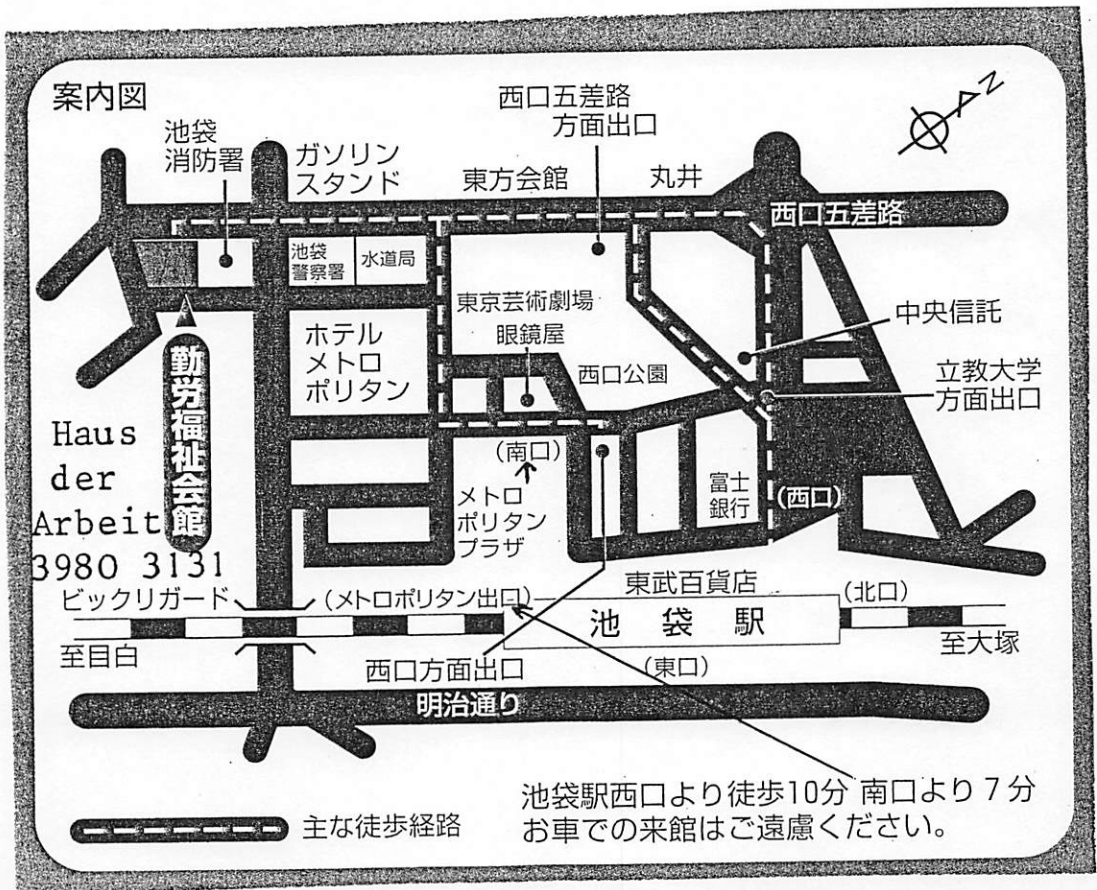 案内図
N
池袋
消防署
ガソリン
スタンド
東方会館
西口五差路
方面出口
丸井
西口五差路
池袋
警察署
水道局
東京芸術劇場
眼鏡屋
ホテル
メトロ
ポリタン
西口公園
中央信託
立教大学
方面出口
勤労福祉会館
Haus
der
Arbeit
3980 3131
(南口)
メトロ
ポリタン
プラザ
富士
銀行
(西口)
ビックリガード
(メトロポリタン出口)
東武百貨店
(北口)
池袋駅
至目白
至大塚
西口方面出口
(東口)
明治通り
池袋駅西口より徒歩10分 南口より7分
お車での来館はご遠慮ください。
主な徒歩経路